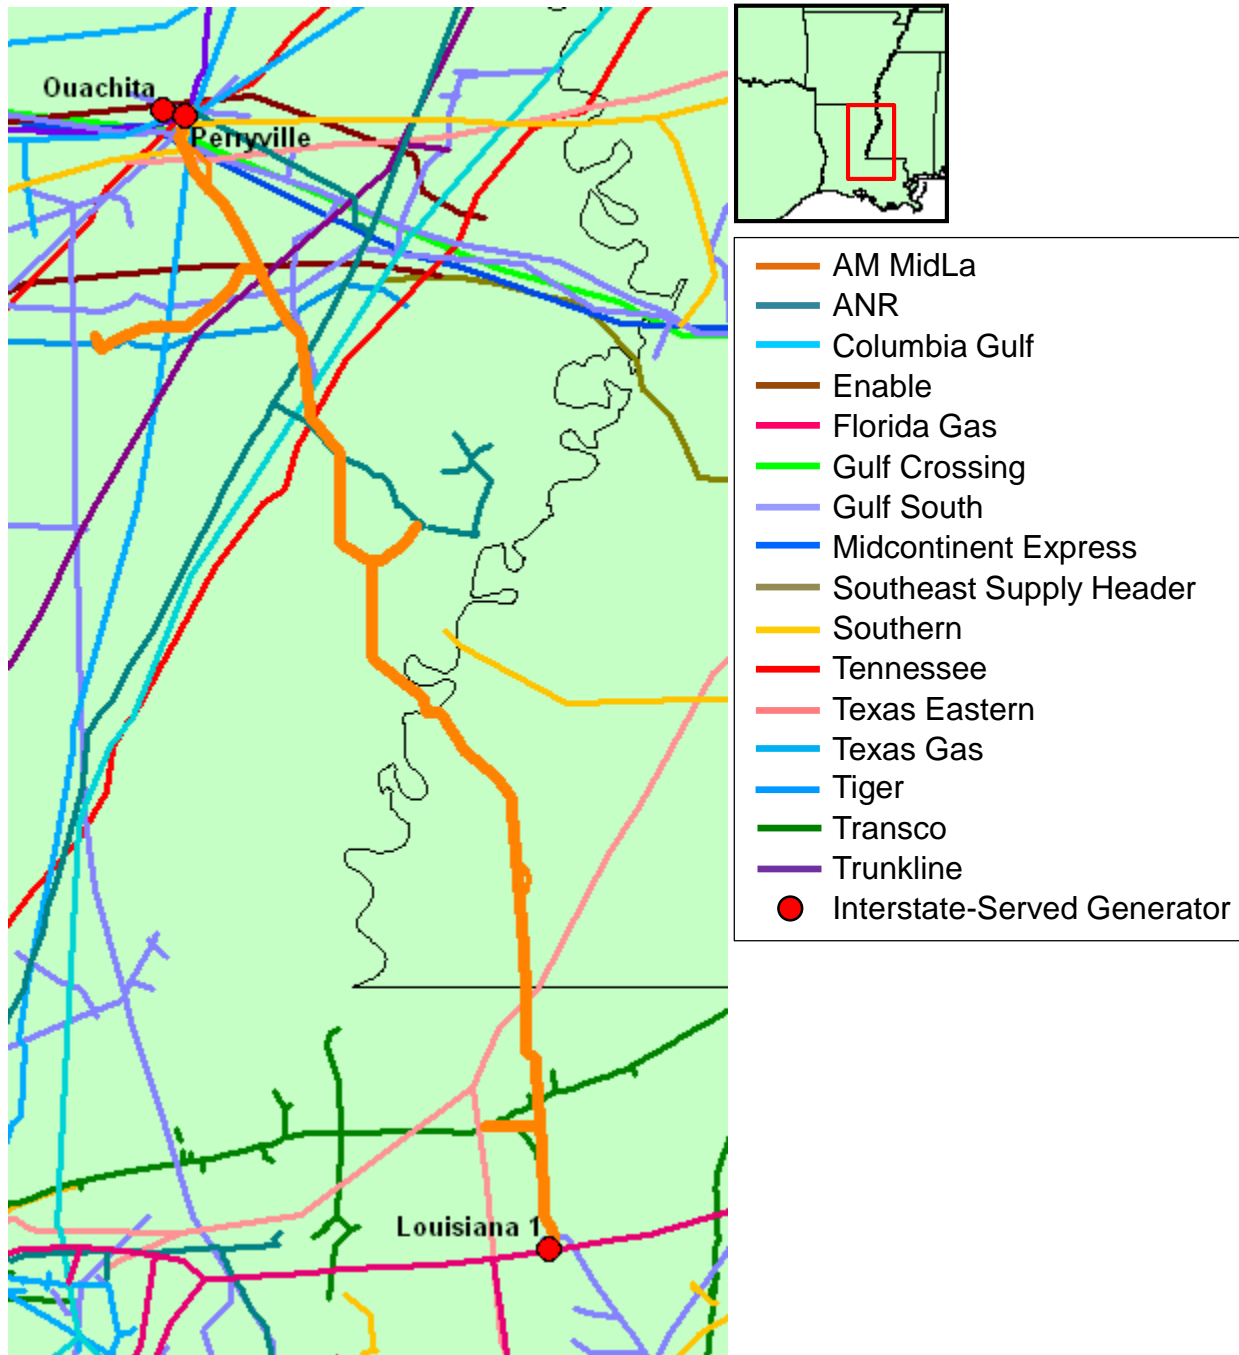 Ouachita
Perryville
Louisiana 1
AM MidLa
ANR
Columbia Gulf
Enable
Florida Gas
Gulf Crossing
Gulf South
Midcontinent Express
Southeast Supply Header
Southern
Tennessee
Texas Eastern
Texas Gas
Tiger
Transco
Trunkline
Interstate-Served Generator